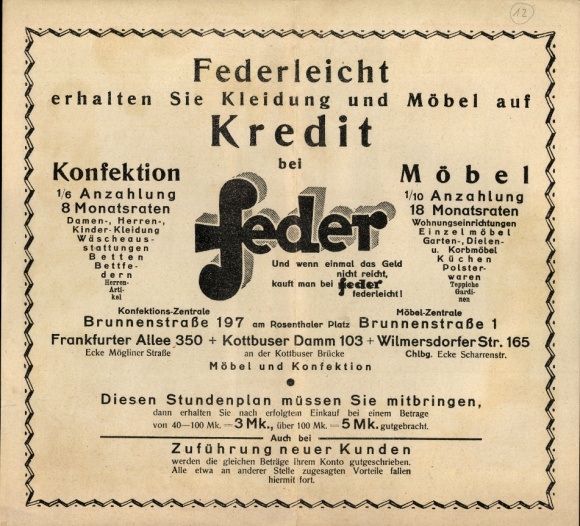 12
Federleicht
erhalten Sie Kleidung und Möbel auf
Kredit
bei
Konfektion
1/6 Anzahlung
8 Monatsraten
Damen-, Herren-,
Kinder-Kleidung
Wäscheaus-
stattungen
Betten
Bettfe-
dern
Herren-
Arti-
kel
feder
Und wenn einmal das Geld
nicht reicht,
kauft man bei feder
federleicht!
Möbel
1/10 Anzahlung
18 Monatsraten
Wohnungseinrichtungen
Einzelmöbel
Garten-, Dielen-
u. Korbmöbel
Küchen
Polster-
waren
Teppiche
Gardi-
nen
Konfektions-Zentrale Möbel-Zentrale
Brunnenstraße 197 am Rosenthaler Platz Brunnenstraße 1
Frankfurter Allee 350 + Kottbuser Damm 103 + Wilmersdorfer Str. 165
Ecke Mögliner Straße an der Kottbuser Brücke Chlbg. Ecke Scharrenstr.
Möbel und Konfektion
Diesen Stundenplan müssen Sie mitbringen,
dann erhalten Sie nach erfolgtem Einkauf bei einem Betrage
von 40—100 Mk. = 3 Mk., über 100 Mk. = 5 Mk. gutgebracht.
Auch bei
Zuführung neuer Kunden
werden die gleichen Beträge ihrem Konto gutgeschrieben.
Alle etwa an anderer Stelle zugesagten Vorteile fallen
hiermit fort.